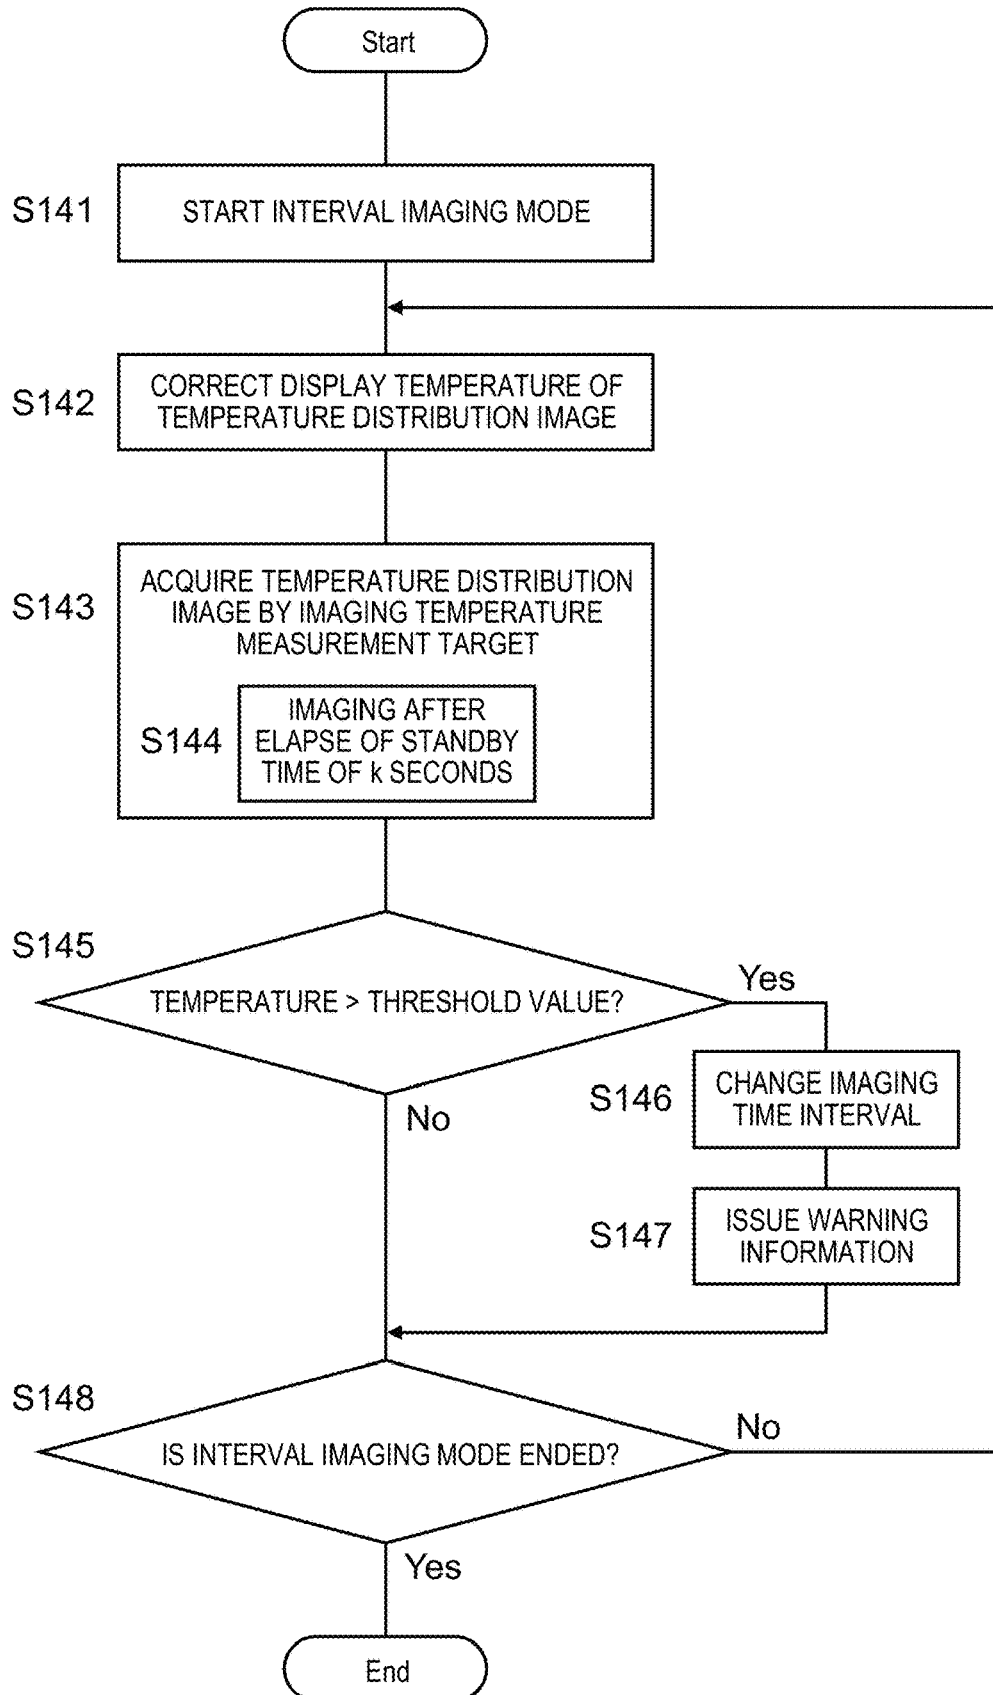 Start
S141
START INTERVAL IMAGING MODE
S142
CORRECT DISPLAY TEMPERATURE OF
TEMPERATURE DISTRIBUTION IMAGE
S143
ACQUIRE TEMPERATURE DISTRIBUTION
IMAGE BY IMAGING TEMPERATURE
MEASUREMENT TARGET
S144
IMAGING AFTER
ELAPSE OF STANDBY
TIME OF k SECONDS
S145
TEMPERATURE > THRESHOLD VALUE?
Yes
No
S146
CHANGE IMAGING
TIME INTERVAL
S147
ISSUE WARNING
INFORMATION
S148
IS INTERVAL IMAGING MODE ENDED?
No
Yes
End